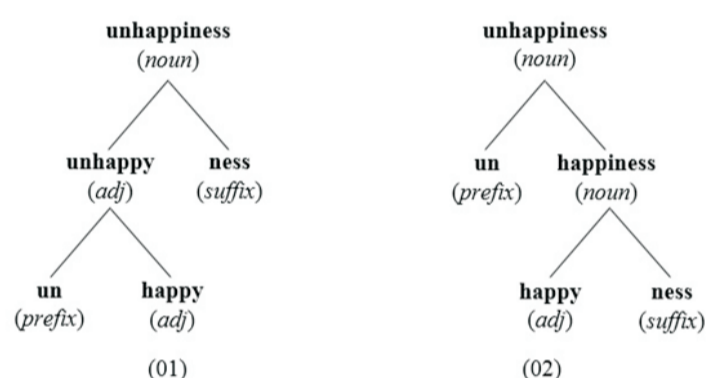 unhappiness
(noun)
unhappy ness
(adj) (suffix)
un happy
(prefix) (adj)
(01)
unhappiness
(noun)
un happiness
(prefix) (noun)
happy ness
(adj) (suffix)
(02)